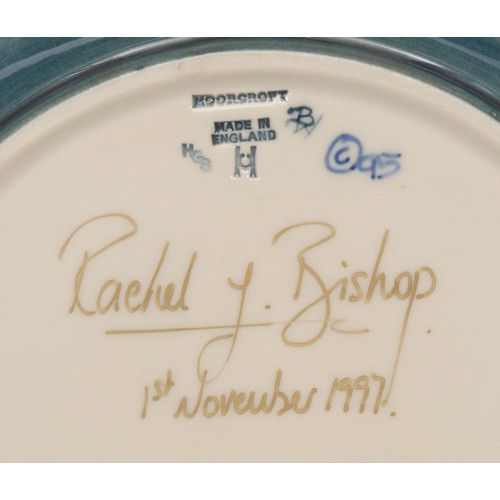 MOORCROFT
MADE IN
ENGLAND
© 95
Rachel J. Bishop.
1st November 1997.